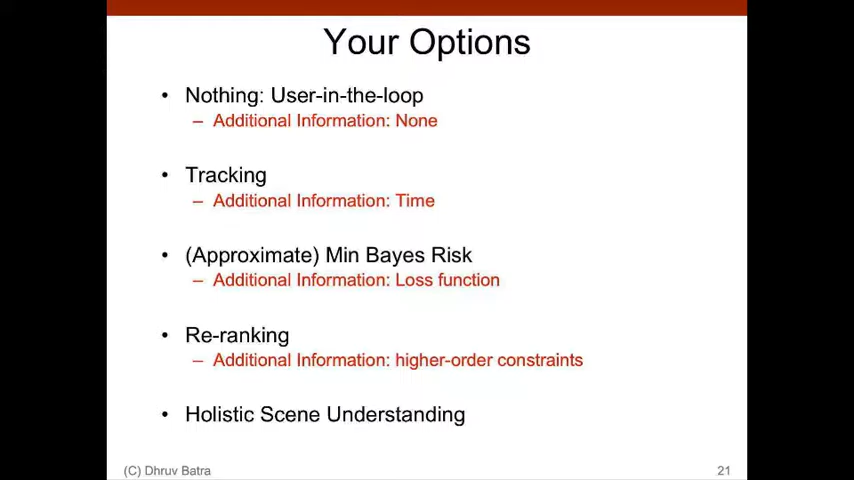 Your Options
• Nothing: User-in-the-loop
– Additional Information: None
• Tracking
– Additional Information: Time
• (Approximate) Min Bayes Risk
– Additional Information: Loss function
• Re-ranking
– Additional Information: higher-order constraints
• Holistic Scene Understanding
(C) Dhruv Batra
21